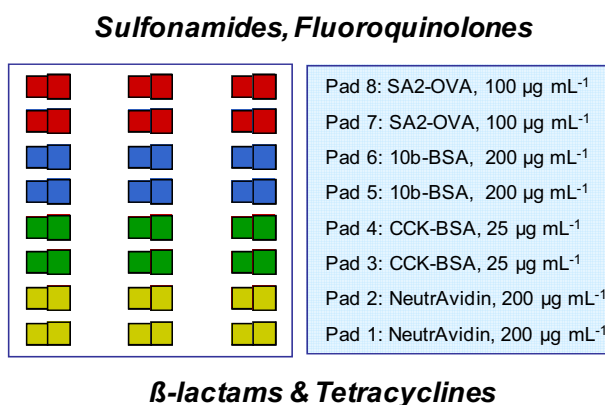 Sulfonamides, Fluoroquinolones
Pad 8: SA2-OVA, 100 µg mL⁻¹
Pad 7: SA2-OVA, 100 µg mL⁻¹
Pad 6: 10b-BSA, 200 µg mL⁻¹
Pad 5: 10b-BSA, 200 µg mL⁻¹
Pad 4: CCK-BSA, 25 µg mL⁻¹
Pad 3: CCK-BSA, 25 µg mL⁻¹
Pad 2: NeutrAvidin, 200 µg mL⁻¹
Pad 1: NeutrAvidin, 200 µg mL⁻¹
ß-lactams & Tetracyclines